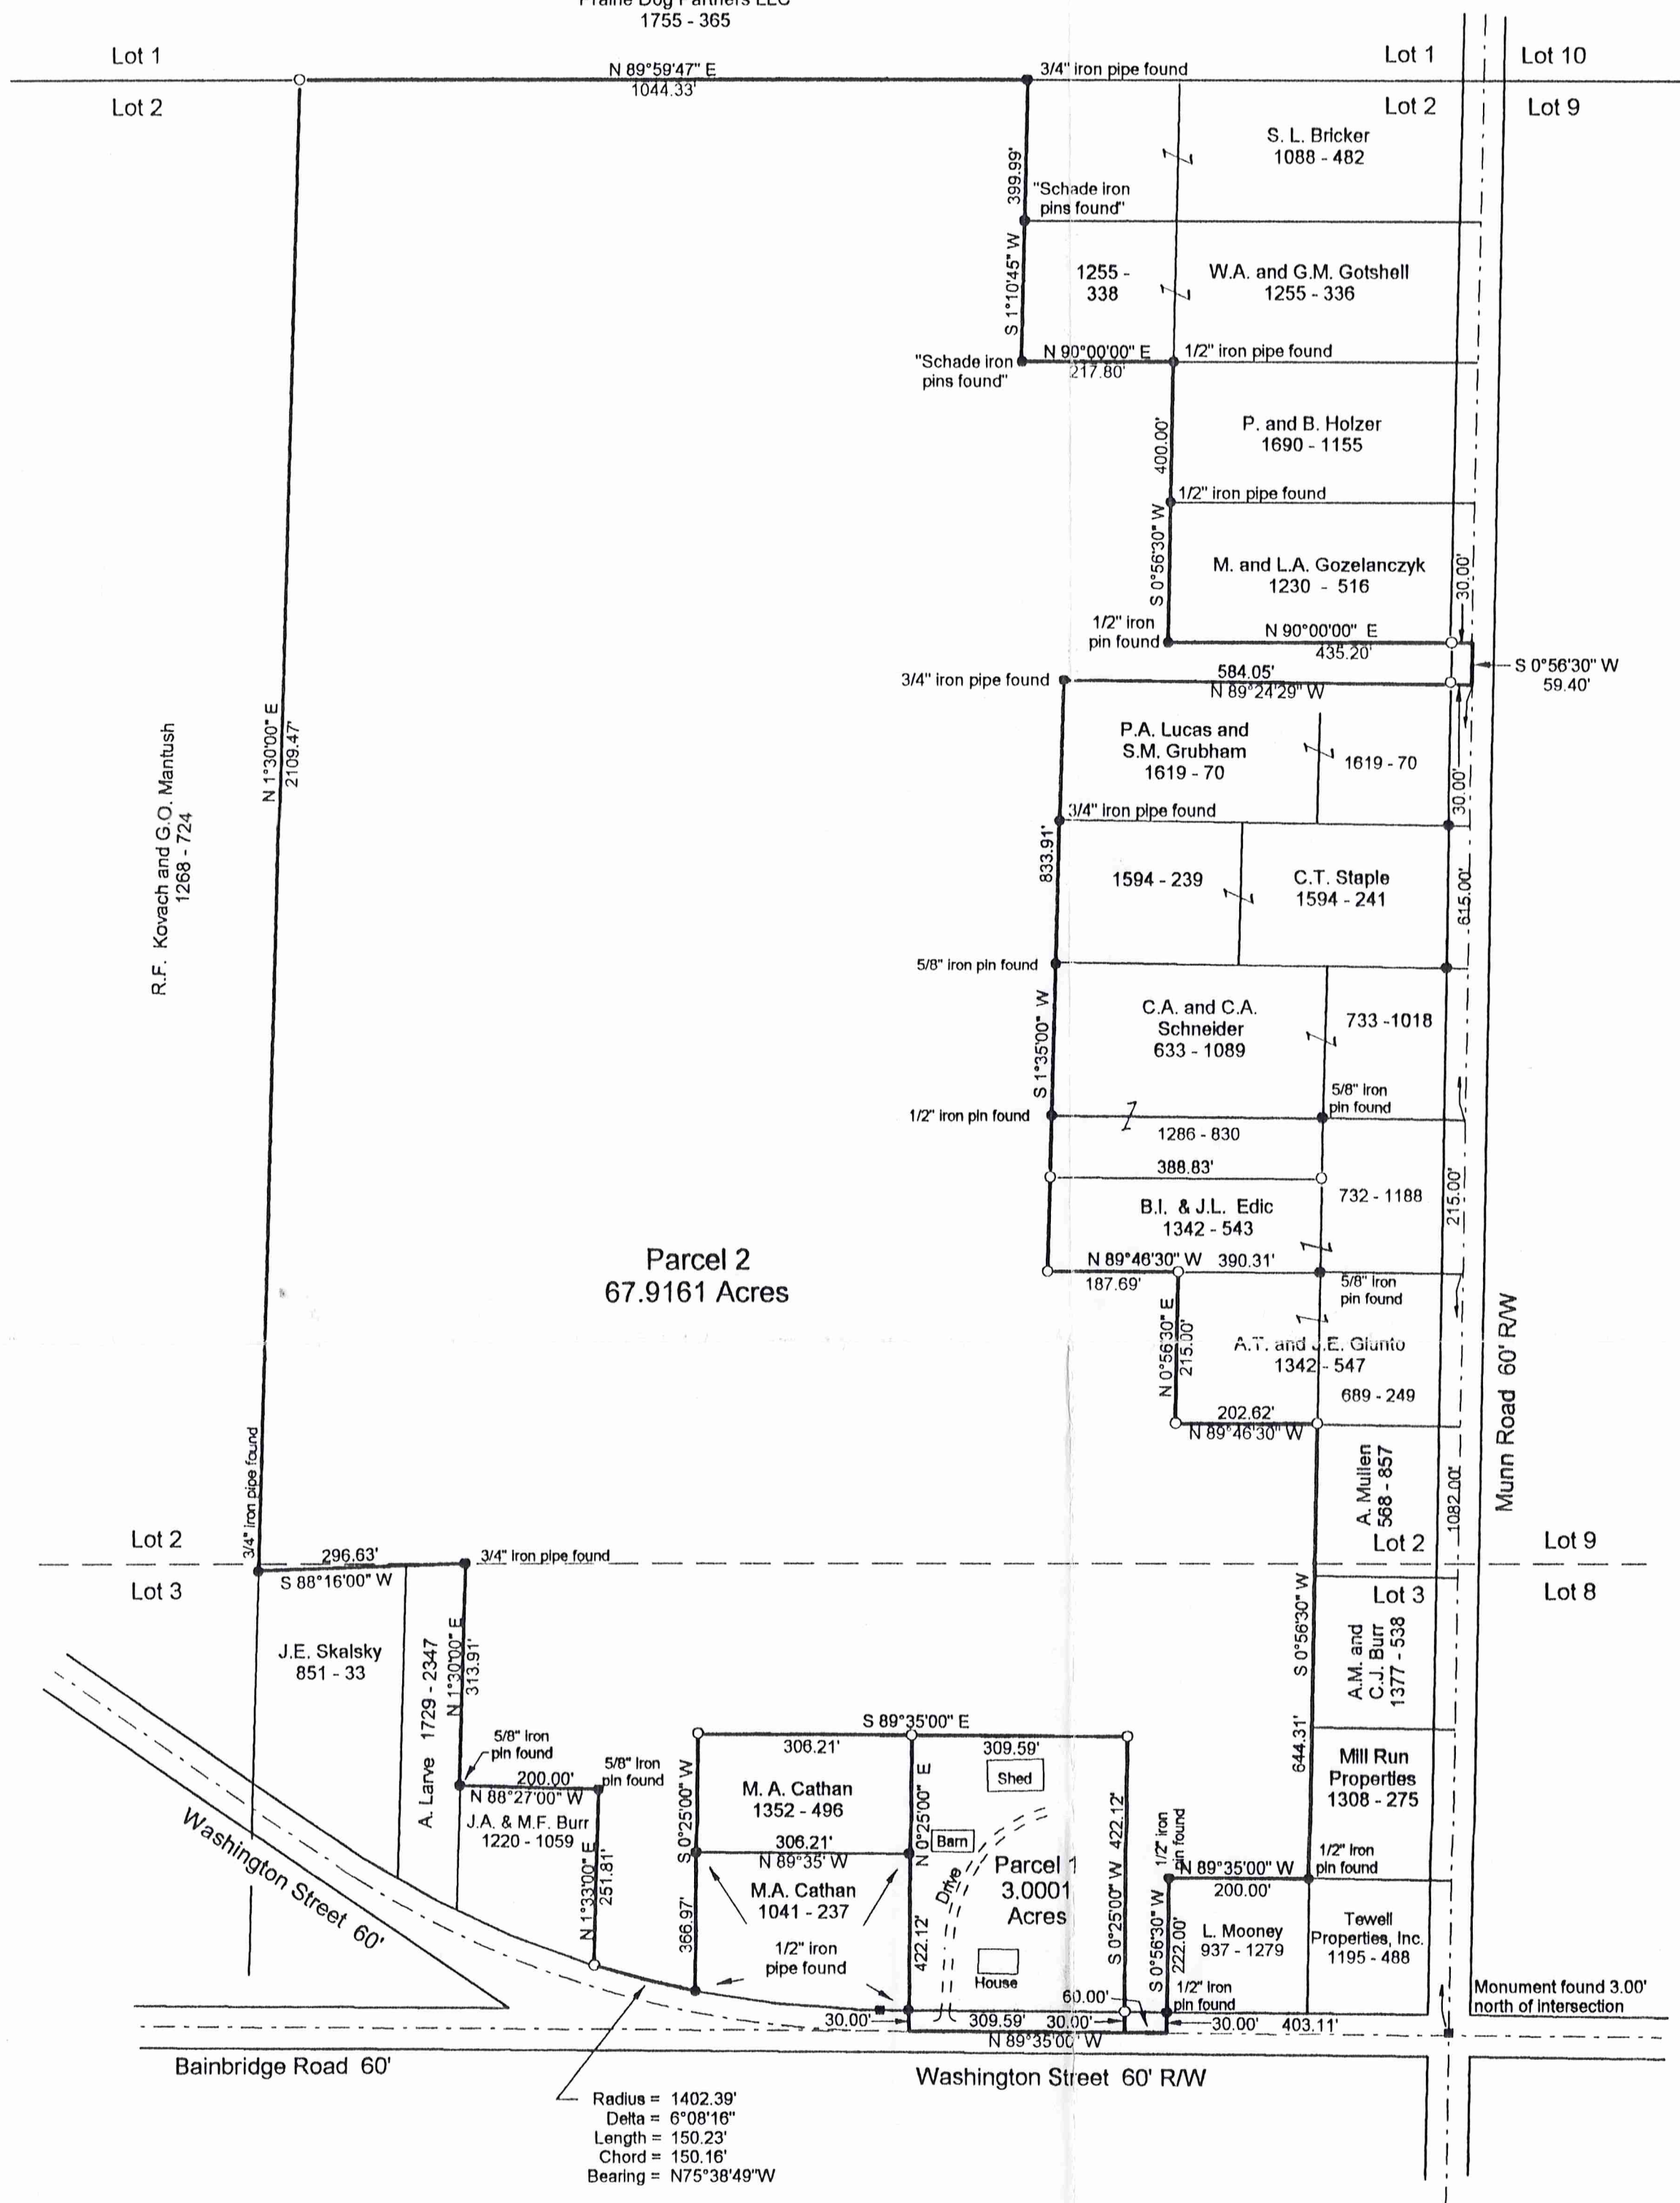 1755 - 365
Lot 1
Lot 2
N 89°59'47" E
1044.33'
3/4" iron pipe found
Lot 1
Lot 2
Lot 10
Lot 9
S. L. Bricker
1088 - 482
399.99'
"Schade iron
pins found"
S 1°10'45" W
1255 -
338
W.A. and G.M. Gotshell
1255 - 336
"Schade iron
pins found"
N 90°00'00" E
217.80'
1/2" iron pipe found
P. and B. Holzer
1690 - 1155
400.00'
1/2" iron pipe found
S 0°56'30" W
M. and L.A. Gozelanczyk
1230 - 516
30.00'
1/2" iron
pin found
N 90°00'00" E
435.20'
S 0°56'30" W
59.40'
3/4" iron pipe found
584.05'
N 89°24'29" W
P.A. Lucas and
S.M. Grubham
1619 - 70
1619 - 70
30.00'
N 1°30'00" E
2109.47'
R.F. Kovach and G.O. Mantush
1268 - 724
3/4" iron pipe found
833.91'
1594 - 239
C.T. Staple
1594 - 241
615.00'
5/8" iron pin found
S 1°35'00" W
C.A. and C.A.
Schneider
633 - 1089
733 -1018
5/8" iron
pin found
1/2" iron pin found
1286 - 830
388.83'
B.I. & J.L. Edic
1342 - 543
732 - 1188
215.00'
Parcel 2
67.9161 Acres
N 89°46'30" W
187.69'
390.31'
5/8" iron
pin found
N 0°56'30" E
215.00'
A.T. and J.E. Giunto
1342 - 547
689 - 249
202.62'
N 89°46'30" W
Munn Road 60' R/W
A. Mullen
568 - 857
1082.00'
3/4" iron pipe found
Lot 2
Lot 3
296.63'
S 88°16'00" W
3/4" iron pipe found
Lot 2
Lot 3
Lot 9
Lot 8
J.E. Skalsky
851 - 33
A. Larve 1729 - 2347
N 1°30'00" E
313.91'
S 0°56'30" W
644.31'
A.M. and
C.J. Burr
1377 - 538
5/8" iron
pin found
200.00'
N 88°27'00" W
5/8" iron
pin found
J.A. & M.F. Burr
1220 - 1059
N 1°33'00" E
251.81'
S 89°35'00" E
306.21'
309.59'
Shed
S 0°25'00" W
M. A. Cathan
1352 - 496
N 0°25'00" E
Barn
306.21'
N 89°35' W
M.A. Cathan
1041 - 237
366.97'
1/2" iron
pipe found
422.12'
Drive
Parcel 1
3.0001
Acres
House
S 0°25'00" W 422.12'
Mill Run
Properties
1308 - 275
1/2" iron
pin found
N 89°35'00" W
200.00'
1/2" iron
pin found
S 0°56'30" W
222.00'
L. Mooney
937 - 1279
Tewell
Properties, Inc.
1195 - 488
1/2" iron
pin found
60.00'
30.00'
309.59'
30.00'
30.00'
403.11'
N 89°35'00" W
Monument found 3.00'
north of intersection
Washington Street 60'
Bainbridge Road 60'
Washington Street 60' R/W
Radius = 1402.39'
Delta = 6°08'16"
Length = 150.23'
Chord = 150.16'
Bearing = N75°38'49"W